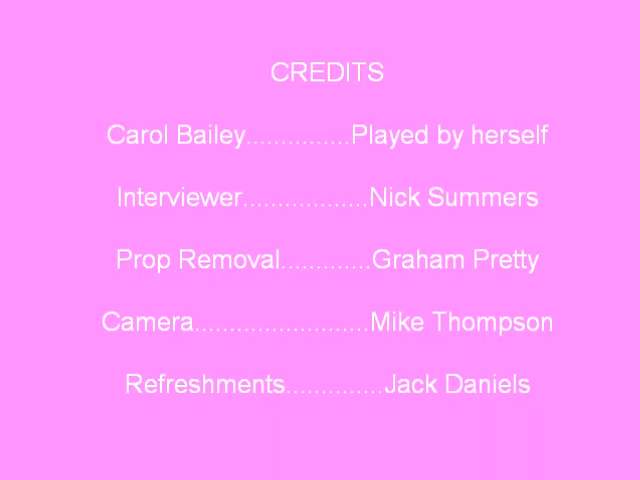 CREDITS
Carol Bailey...............Played by herself
Interviewer..................Nick Summers
Prop Removal.............Graham Pretty
Camera.........................Mike Thompson
Refreshments..............Jack Daniels